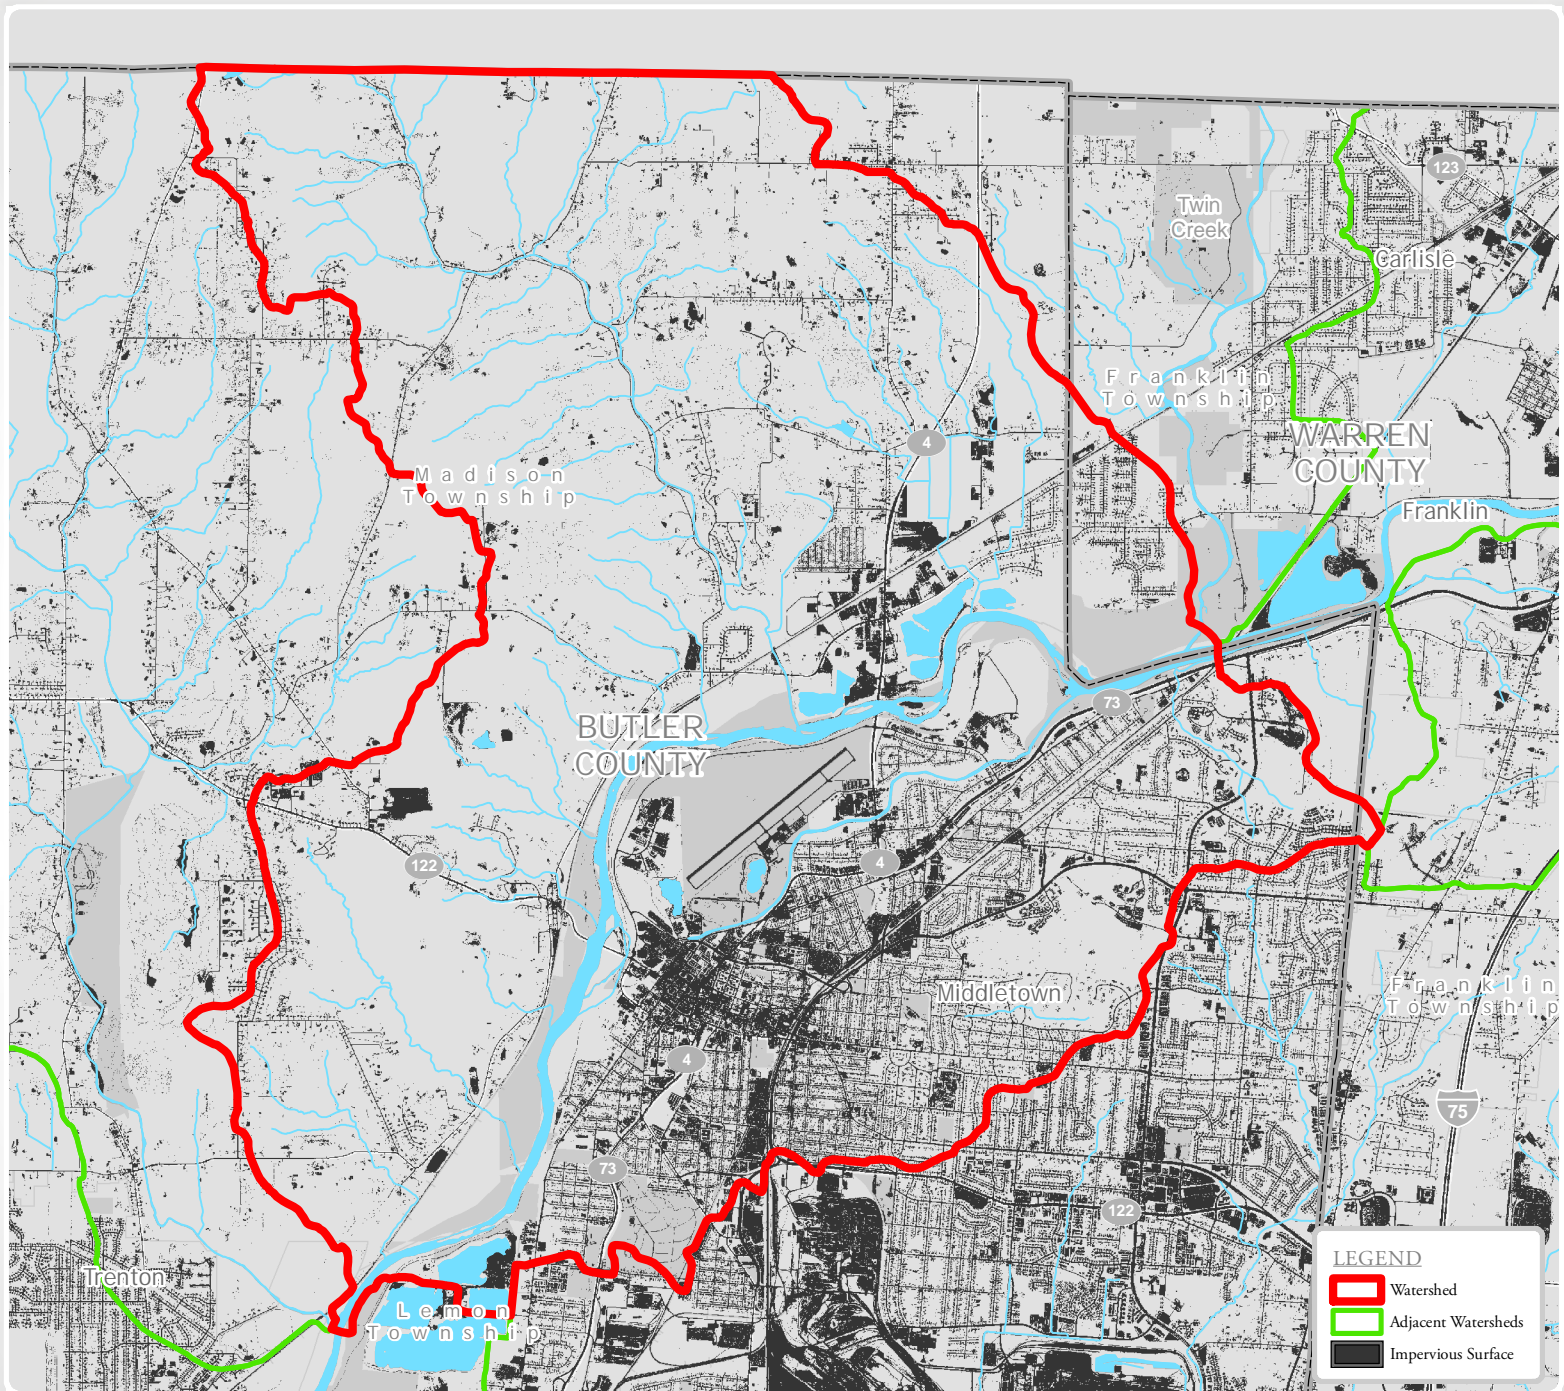 123
Twin
Creek
Carlisle
Franklin
Township
WARREN
COUNTY
4
Madison
Township
Franklin
73
BUTLER
COUNTY
122
4
Middletown
Franklin
Township
4
75
73
122
Trenton
Lemon
Township
LEGEND
Watershed
Adjacent Watersheds
Impervious Surface